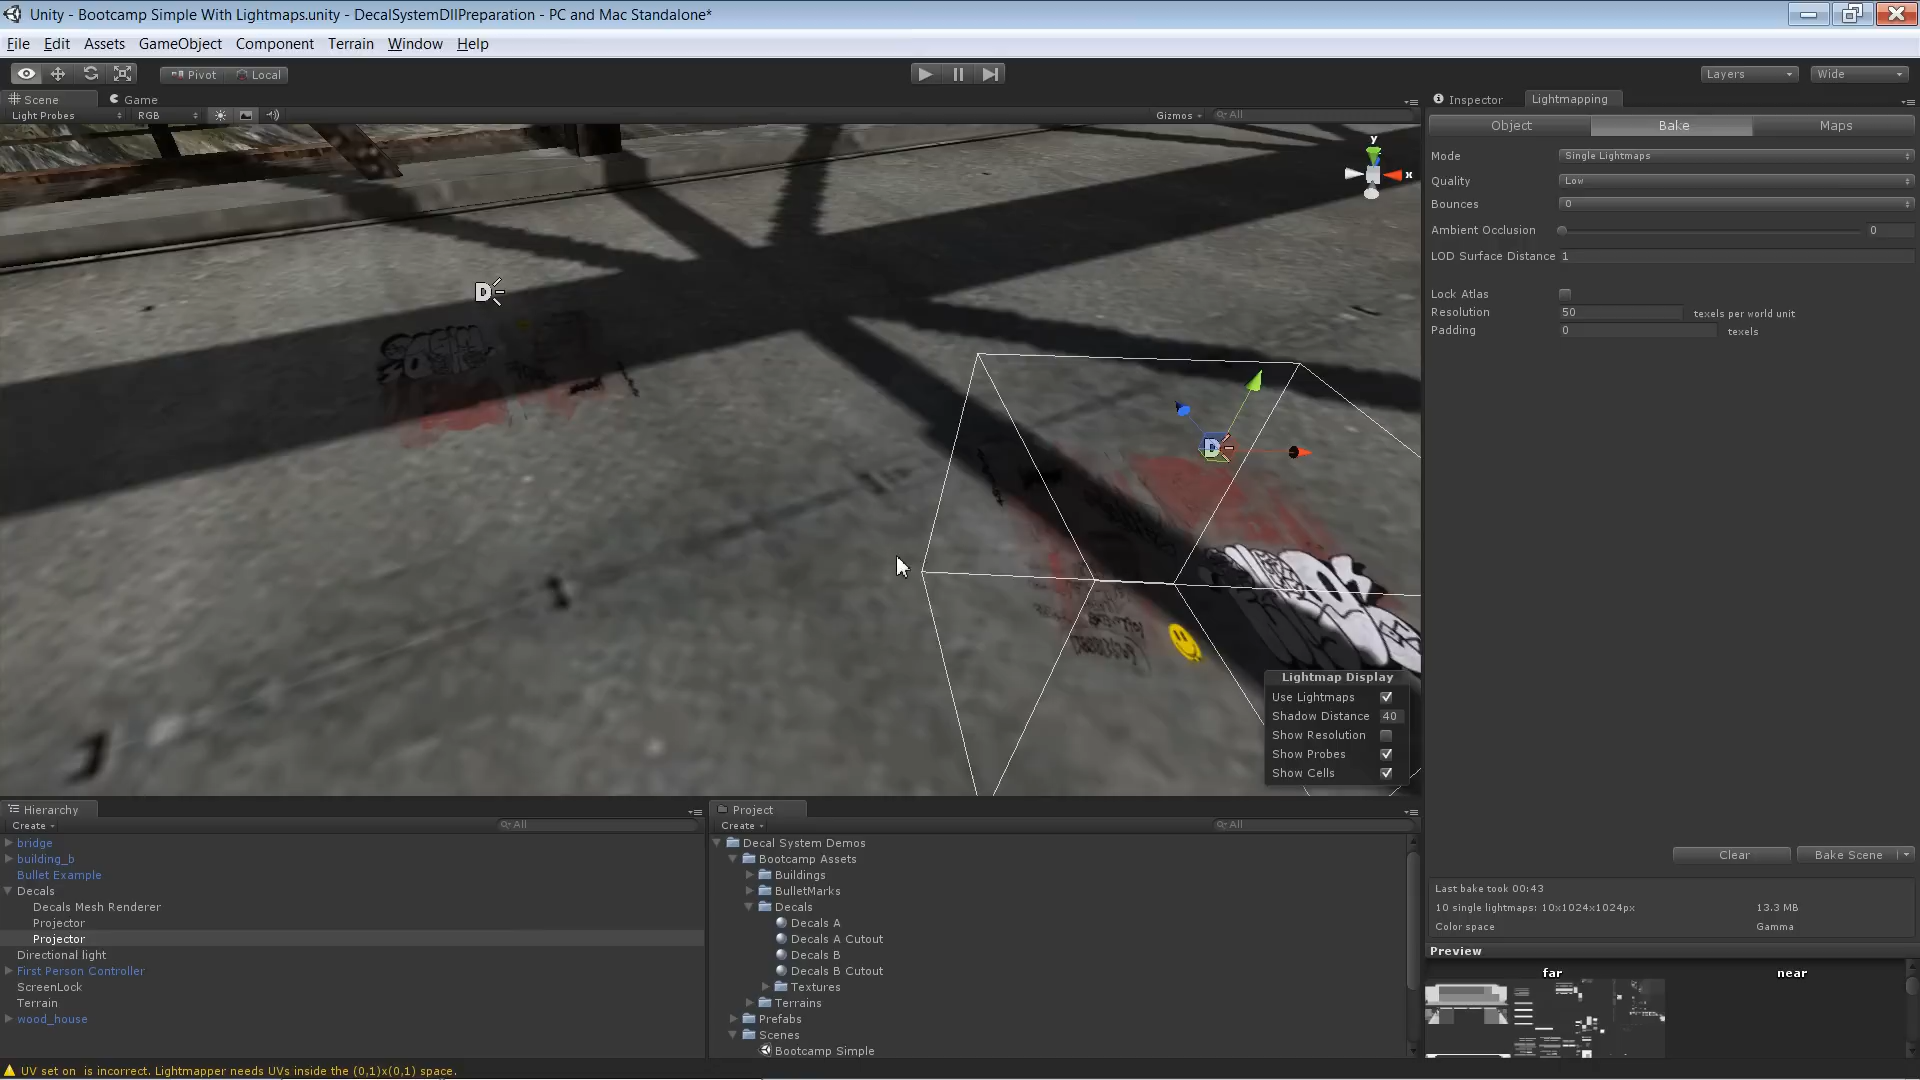 Unity - Bootcamp Simple With Lightmaps.unity - DecalSystemDllPreparation - PC and Mac Standalone*
File Edit Assets GameObject Component Terrain Window Help
Pivot Local Layers Wide
Scene Game
Light Probes RGB Gizmos All
y
x
D
D
Lightmap Display
Use Lightmaps
Shadow Distance 40
Show Resolution
Show Probes
Show Cells
Inspector Lightmapping
Object Bake Maps
Mode Single Lightmaps
Quality Low
Bounces 0
Ambient Occlusion 0
LOD Surface Distance 1
Lock Atlas
Resolution 50 texels per world unit
Padding 0 texels
Clear Bake Scene
Last bake took 00:43
10 single lightmaps: 10x1024x1024px 13.3 MB
Color space Gamma
Preview
far near
Hierarchy
Create All
bridge
building_b
Bullet Example
Decals
Decals Mesh Renderer
Projector
Projector
Directional light
First Person Controller
ScreenLock
Terrain
wood_house
Project
Create All
Decal System Demos
Bootcamp Assets
Buildings
BulletMarks
Decals
Decals A
Decals A Cutout
Decals B
Decals B Cutout
Textures
Terrains
Prefabs
Scenes
Bootcamp Simple
UV set on  is incorrect. Lightmapper needs UVs inside the (0,1)x(0,1) space.